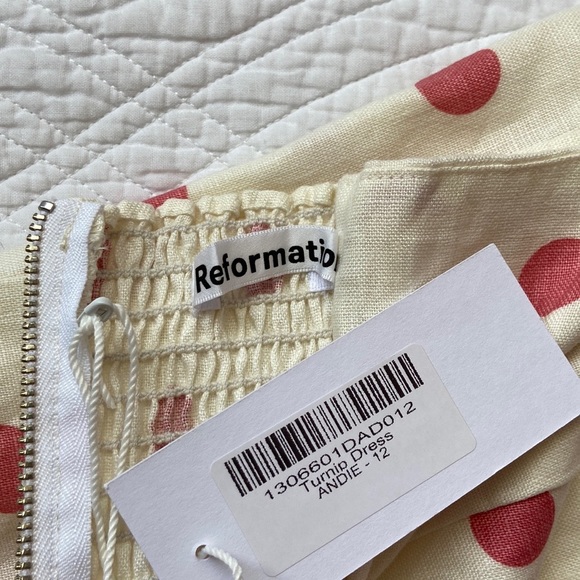 Reformatio
1306601DAD012
Turnip Dress
ANDIE - 12